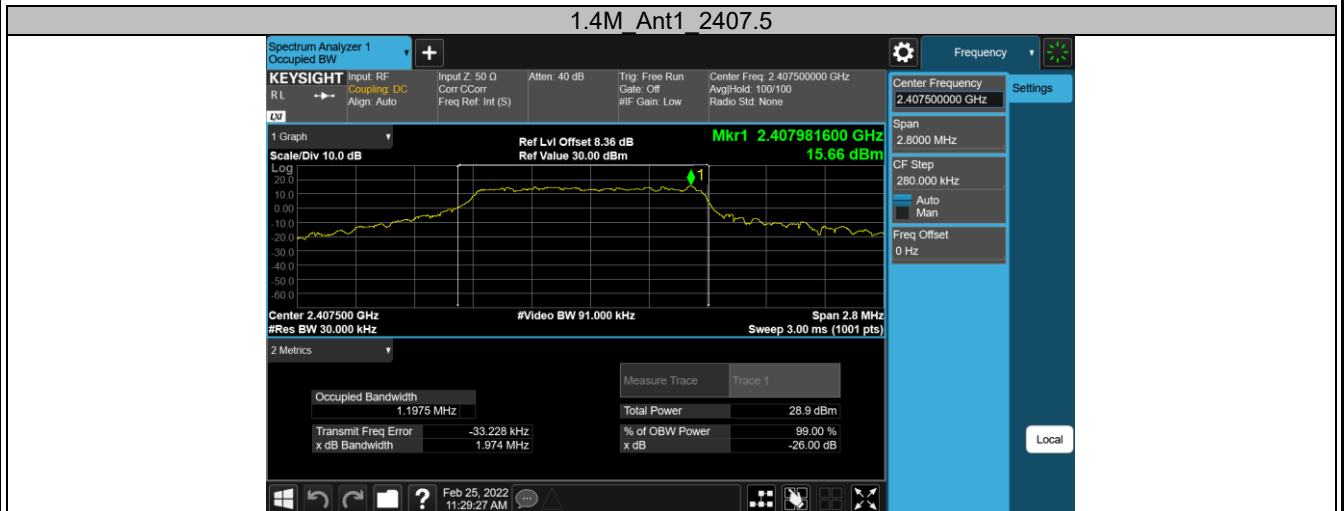 1.4M_Ant1_2407.5
Spectrum Analyzer 1
Occupied BW
+
Frequency
KEYSIGHT
RL
LXI
Input: RF
Coupling: DC
Align: Auto
Input Z: 50 Ω
Corr CCorr
Freq Ref: Int (S)
Atten: 40 dB
Trig: Free Run
Gate: Off
#IF Gain: Low
Center Freq: 2.407500000 GHz
Avg|Hold: 100/100
Radio Std: None
Center Frequency
2.407500000 GHz
Settings
Span
2.8000 MHz
CF Step
280.000 kHz
Auto
Man
Freq Offset
0 Hz
1 Graph
Scale/Div 10.0 dB
Ref Lvl Offset 8.36 dB
Ref Value 30.00 dBm
Mkr1 2.407981600 GHz
15.66 dBm
Log
20.0
10.0
0.00
-10.0
-20.0
-30.0
-40.0
-50.0
-60.0
1
Center 2.407500 GHz
#Res BW 30.000 kHz
#Video BW 91.000 kHz
Span 2.8 MHz
Sweep 3.00 ms (1001 pts)
2 Metrics
Measure Trace Trace 1
Occupied Bandwidth
1.1975 MHz
Total Power 28.9 dBm
Transmit Freq Error -33.228 kHz
% of OBW Power 99.00 %
x dB Bandwidth 1.974 MHz
x dB -26.00 dB
Local
?
Feb 25, 2022
11:29:27 AM